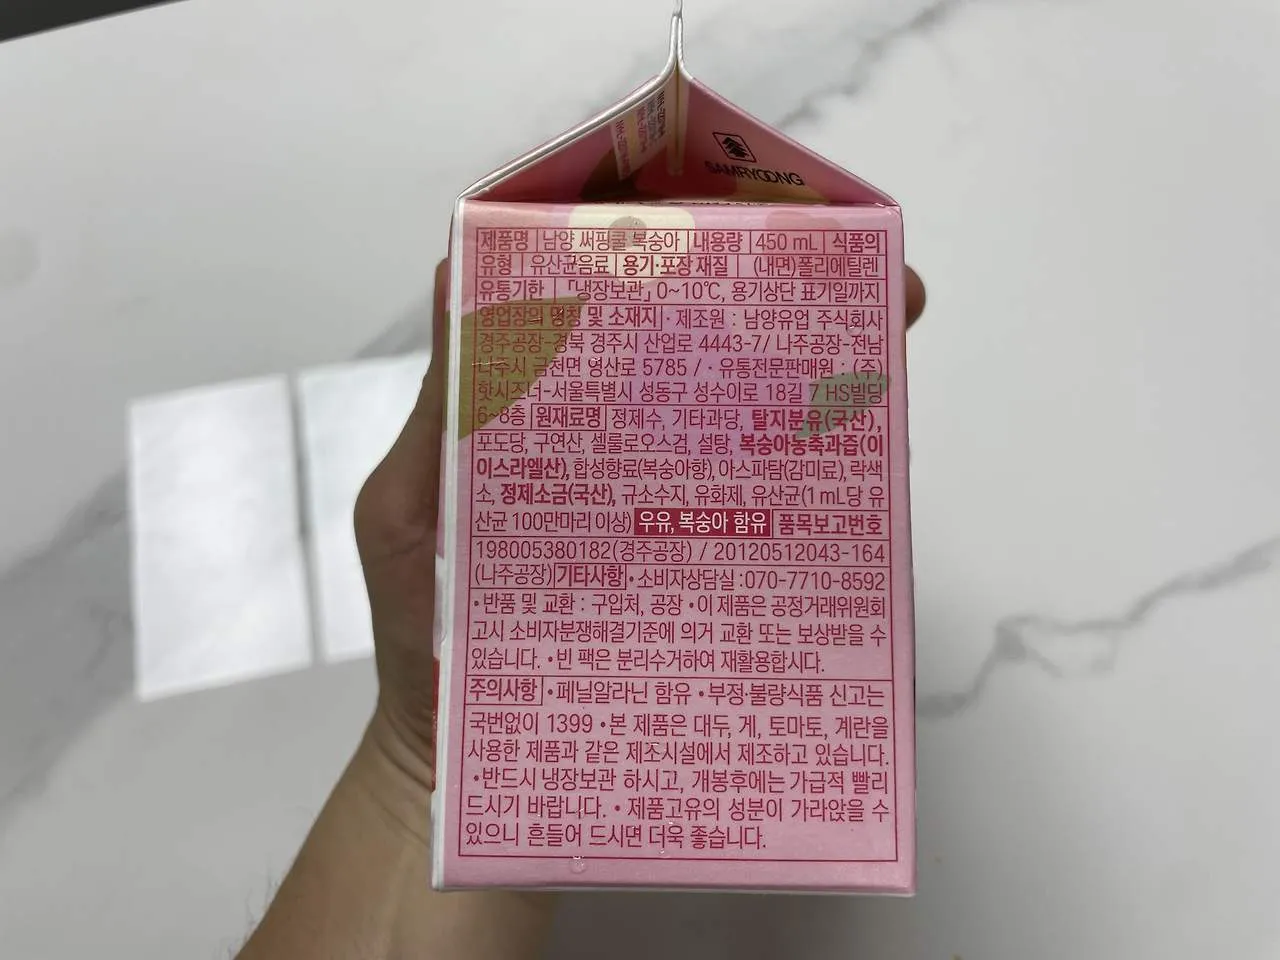 SAMRYOONG
제품명 남양 써핑쿨 복숭아 내용량 450 mL 식품의
유형 유산균음료 용기·포장 재질 (내면)폴리에틸렌
유통기한 「냉장보관」 0~10℃, 용기상단 표기일까지
영업장의 명칭 및 소재지 · 제조원 : 남양유업 주식회사
경주공장-경북 경주시 산업로 4443-7/ 나주공장-전남
나주시 금천면 영산로 5785 / · 유통전문판매원 : (주)
핫시즈너-서울특별시 성동구 성수이로 18길 7 HS빌딩
6~8층 원재료명 정제수, 기타과당, 탈지분유(국산),
포도당, 구연산, 셀룰로오스검, 설탕, 복숭아농축과즙(이
이스라엘산), 합성향료(복숭아향), 아스파탐(감미료), 락색
소, 정제소금(국산), 규소수지, 유화제, 유산균(1 mL당 유
산균 100만마리 이상) 우유, 복숭아 함유 품목보고번호
198005380182(경주공장) / 20120512043-164
(나주공장) 기타사항 • 소비자상담실 : 070-7710-8592
• 반품 및 교환 : 구입처, 공장 • 이 제품은 공정거래위원회
고시 소비자분쟁해결기준에 의거 교환 또는 보상받을 수
있습니다. • 빈 팩은 분리수거하여 재활용합시다.
주의사항 • 페닐알라닌 함유 • 부정·불량식품 신고는
국번없이 1399 • 본 제품은 대두, 게, 토마토, 계란을
사용한 제품과 같은 제조시설에서 제조하고 있습니다.
• 반드시 냉장보관 하시고, 개봉후에는 가급적 빨리
드시기 바랍니다. • 제품고유의 성분이 가라앉을 수
있으니 흔들어 드시면 더욱 좋습니다.